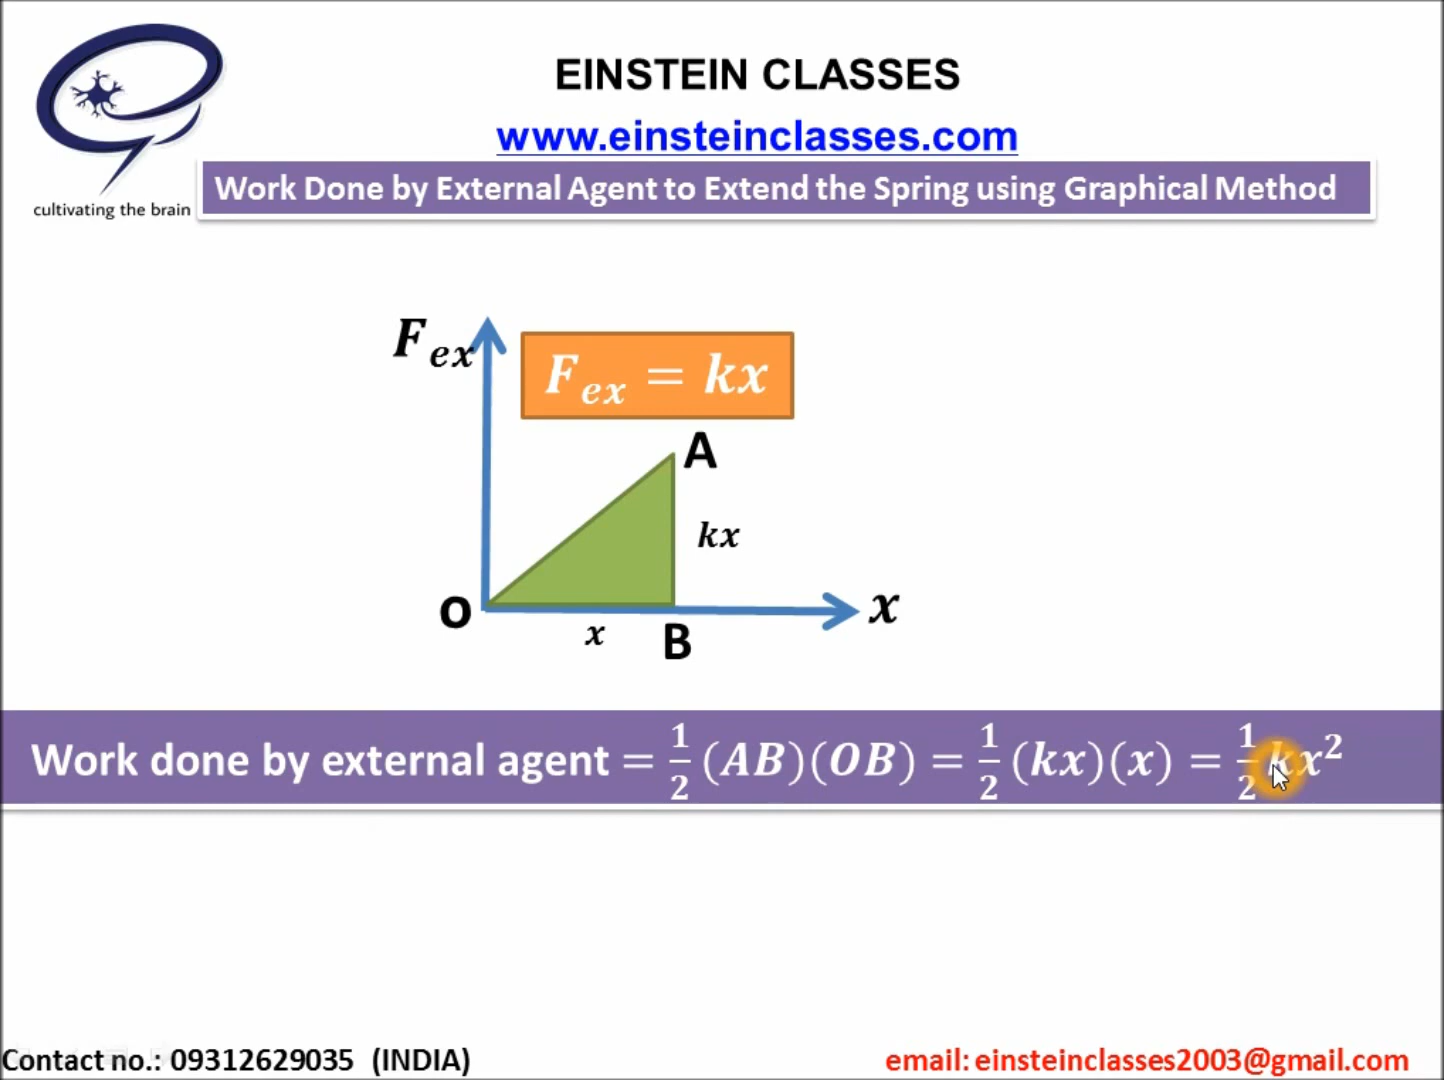 EINSTEIN CLASSES
www.einsteinclasses.com
cultivating the brain
Work Done by External Agent to Extend the Spring using Graphical Method
F_ex
F_ex = kx
A
kx
O
x
B
x
Work done by external agent = 1/2 (AB)(OB) = 1/2 (kx)(x) = 1/2 kx²
Contact no.: 09312629035 (INDIA)
email: einsteinclasses2003@gmail.com